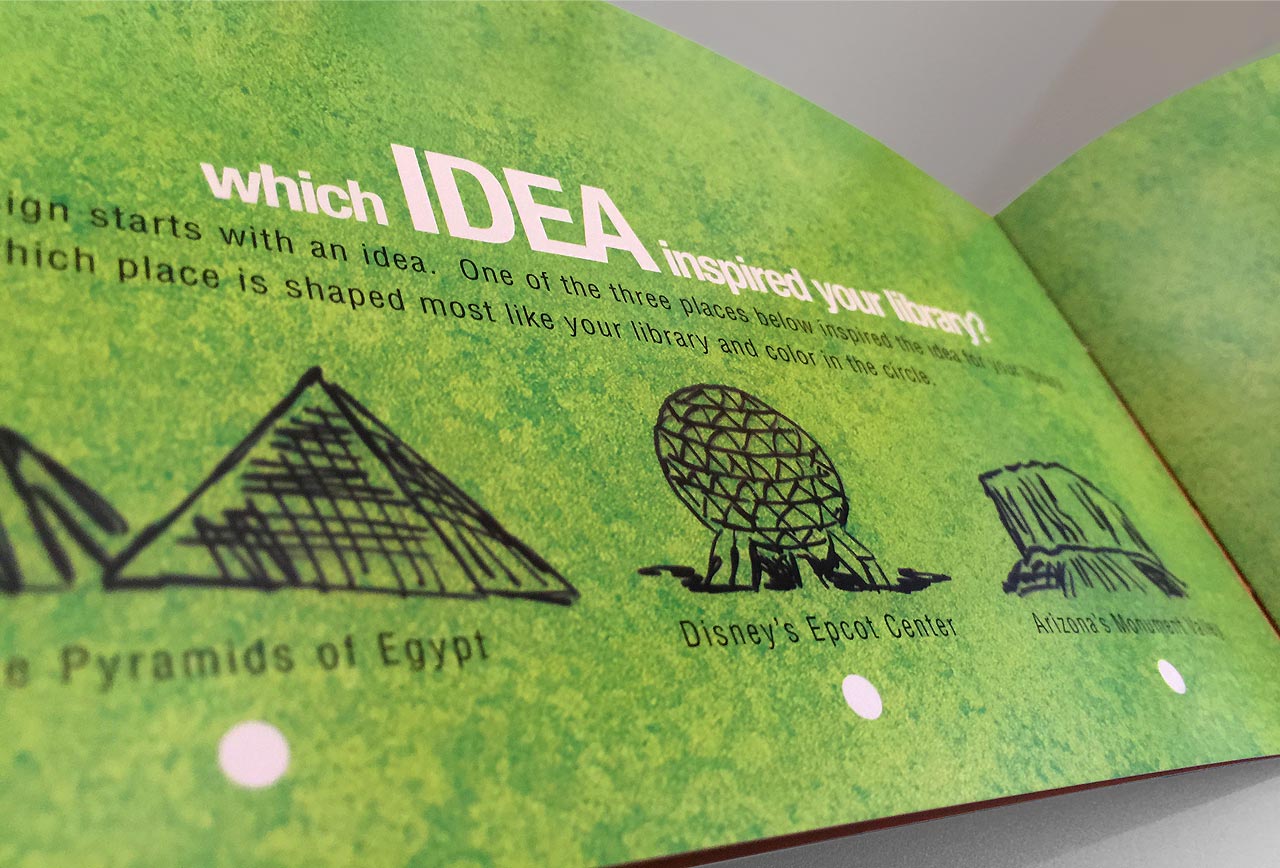 which IDEA inspired your library?
ign starts with an idea. One of the three places below inspired the idea for your library.
hich place is shaped most like your library and color in the circle.
e Pyramids of Egypt
Disney's Epcot Center
Arizona's Monument Valley